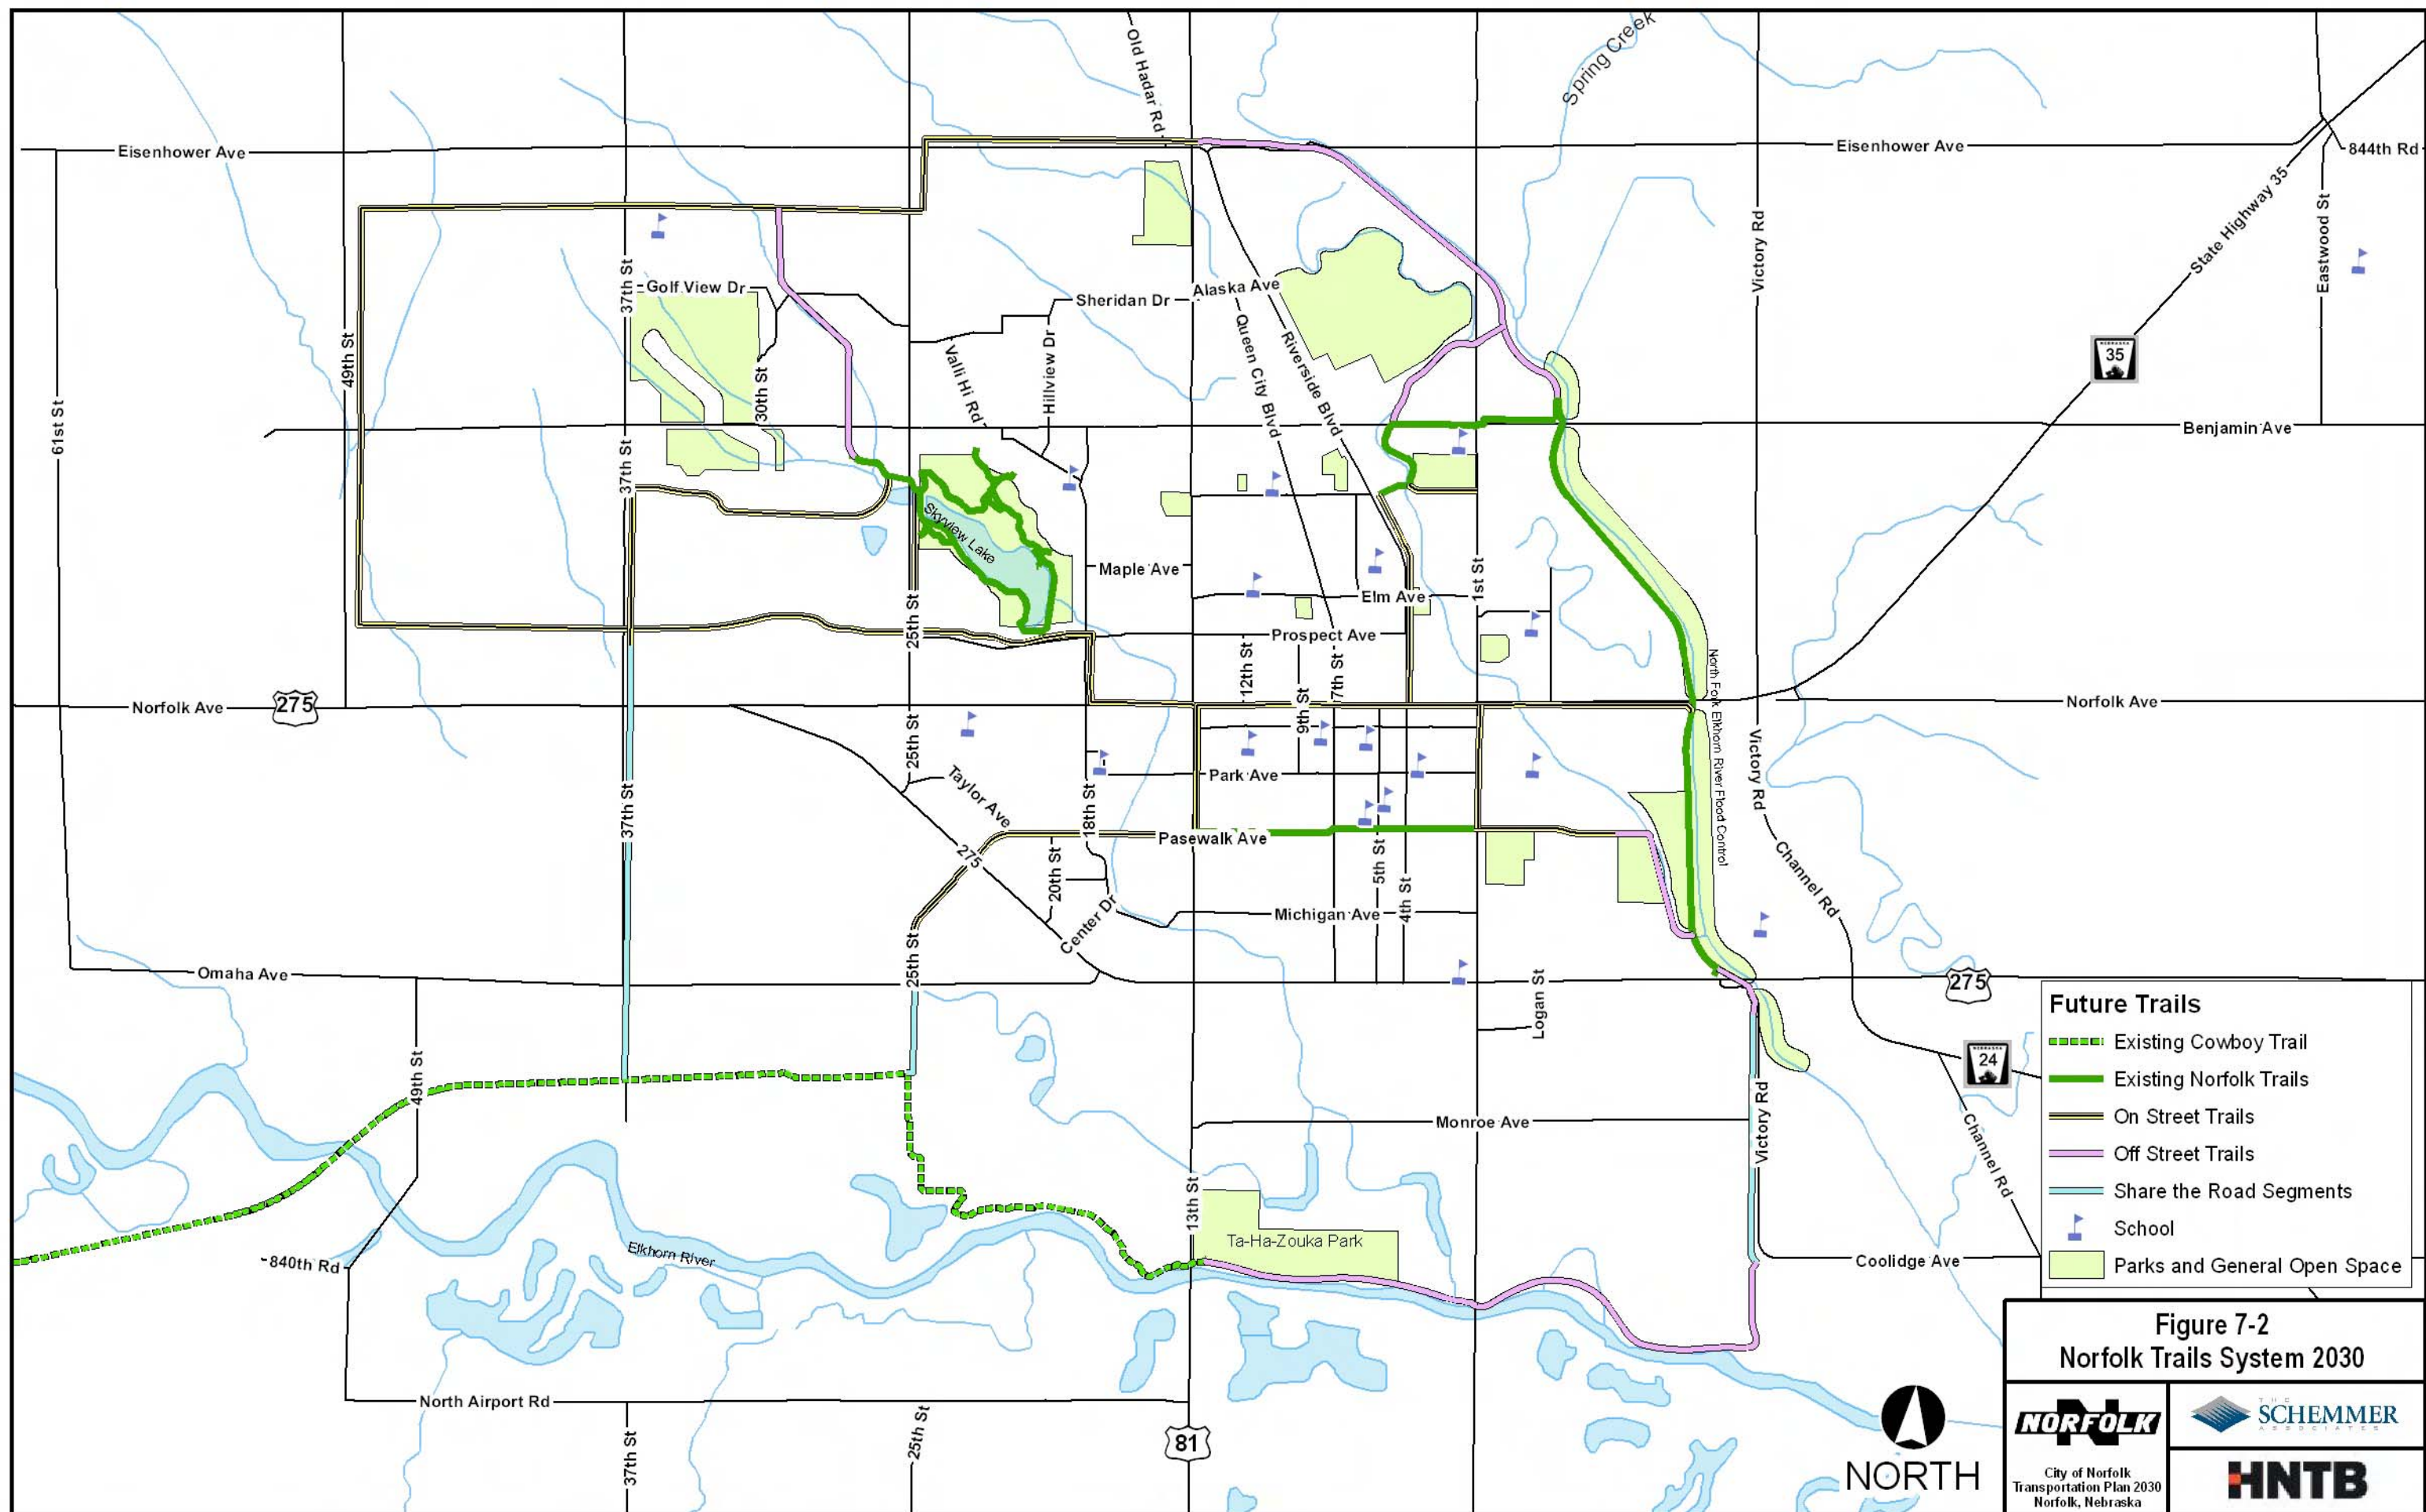 Old Hadar Rd
Spring Creek
Eisenhower Ave
Eisenhower Ave
844th Rd
State Highway 35
Eastwood St
Victory Rd
37th St
Golf View Dr
Sheridan Dr
Alaska Ave
49th St
Valli Hi Rd
Hillview Dr
Queen City Blvd
Riverside Blvd
NEBRASKA
35
30th St
61st St
Benjamin Ave
37th St
Skyview Lake
Maple Ave
1st St
Elm Ave
25th St
Prospect Ave
12th St
7th St
9th St
North Fork Elkhorn River Flood Control
Norfolk Ave
275
Norfolk Ave
25th St
Victory Rd
Taylor Ave
Park Ave
37th St
18th St
Pasewalk Ave
275
20th St
5th St
4th St
Channel Rd
Center Dr
Michigan Ave
25th St
Omaha Ave
Logan St
275
49th St
NEBRASKA
24
Monroe Ave
Victory Rd
Channel Rd
13th St
Ta-Ha-Zouka Park
840th Rd
Elkhorn River
Coolidge Ave
North Airport Rd
37th St
25th St
81
NORTH
Future Trails
Existing Cowboy Trail
Existing Norfolk Trails
On Street Trails
Off Street Trails
Share the Road Segments
School
Parks and General Open Space
Figure 7-2
Norfolk Trails System 2030
N
NORFOLK
City of Norfolk
Transportation Plan 2030
Norfolk, Nebraska
THE
SCHEMMER
ASSOCIATES
HNTB